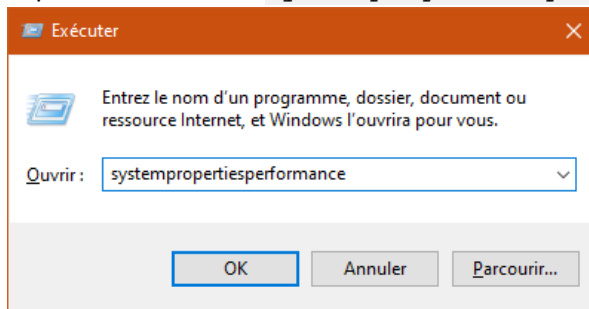 Exécuter
Entrez le nom d'un programme, dossier, document ou
ressource Internet, et Windows l'ouvrira pour vous.
Ouvrir : systempropertiesperformance
OK Annuler Parcourir...